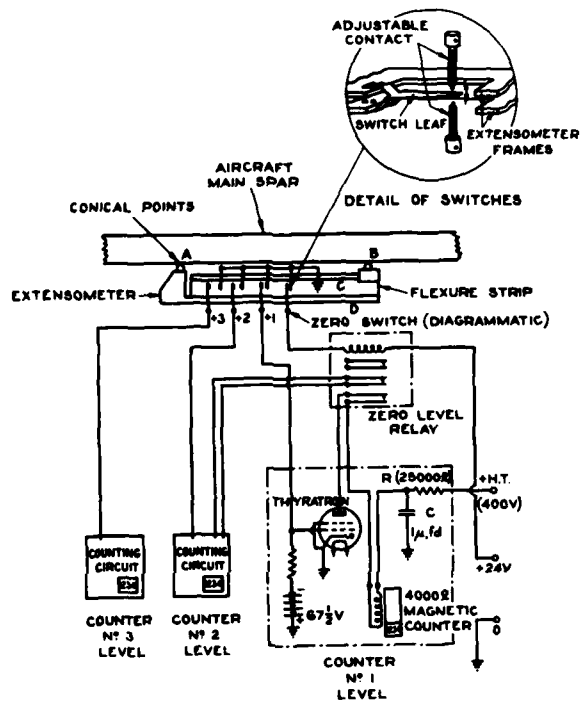 ADJUSTABLE
CONTACT
SWITCH LEAF
EXTENSOMETER
FRAMES
DETAIL OF SWITCHES
AIRCRAFT
MAIN SPAR
CONICAL POINTS
A
B
C
EXTENSOMETER
FLEXURE STRIP
D
+3
+2
+1
ZERO SWITCH (DIAGRAMMATIC)
ZERO LEVEL
RELAY
R (25000Ω)
+H.T.
(400V)
THYRATRON
C
1μ,fd
+24V
COUNTING
CIRCUIT
1234
COUNTING
CIRCUIT
1234
67½V
4000Ω
MAGNETIC
COUNTER
0
COUNTER
Nº 3
LEVEL
COUNTER
Nº 2
LEVEL
COUNTER
Nº 1
LEVEL